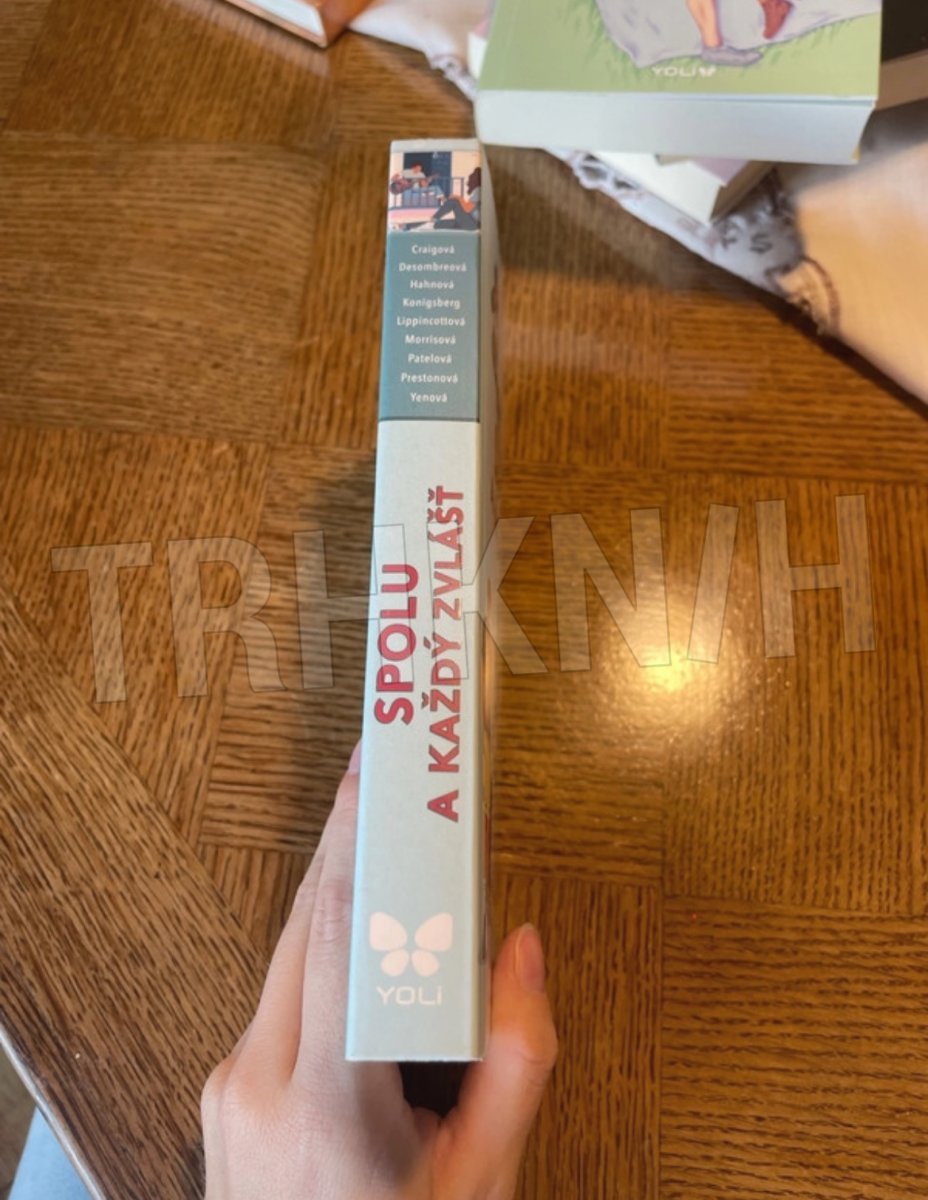 YOLi
Craigová
Desombreová
Hahnová
Konigsberg
Lippincottová
Morrisová
Patelová
Prestonová
Yenová
SPOLU
A KAŽDÝ ZVLÁŠŤ
TRHKNIH
YOLi